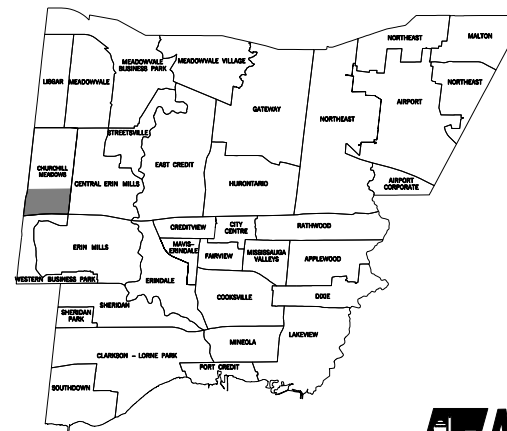 NORTHEAST
MALTON
MEADOWVALE
BUSINESS PARK
MEADOWVALE VILLAGE
LISGAR
MEADOWVALE
NORTHEAST
GATEWAY
AIRPORT
NORTHEAST
STREETSVILLE
CHURCHILL
MEADOWS
EAST CREDIT
CENTRAL ERIN MILLS
HURONTARIO
AIRPORT
CORPORATE
CREDITVIEW
CITY
CENTRE
RATHWOOD
ERIN MILLS
MAVIS-
ERINDALE
FAIRVIEW
MISSISSAUGA
VALLEYS
APPLEWOOD
WESTERN BUSINESS PARK
ERINDALE
SHERIDAN
COOKSVILLE
DIXIE
SHERIDAN
PARK
LAKEVIEW
MINEOLA
CLARKSON - LORNE PARK
PORT CREDIT
SOUTHDOWN